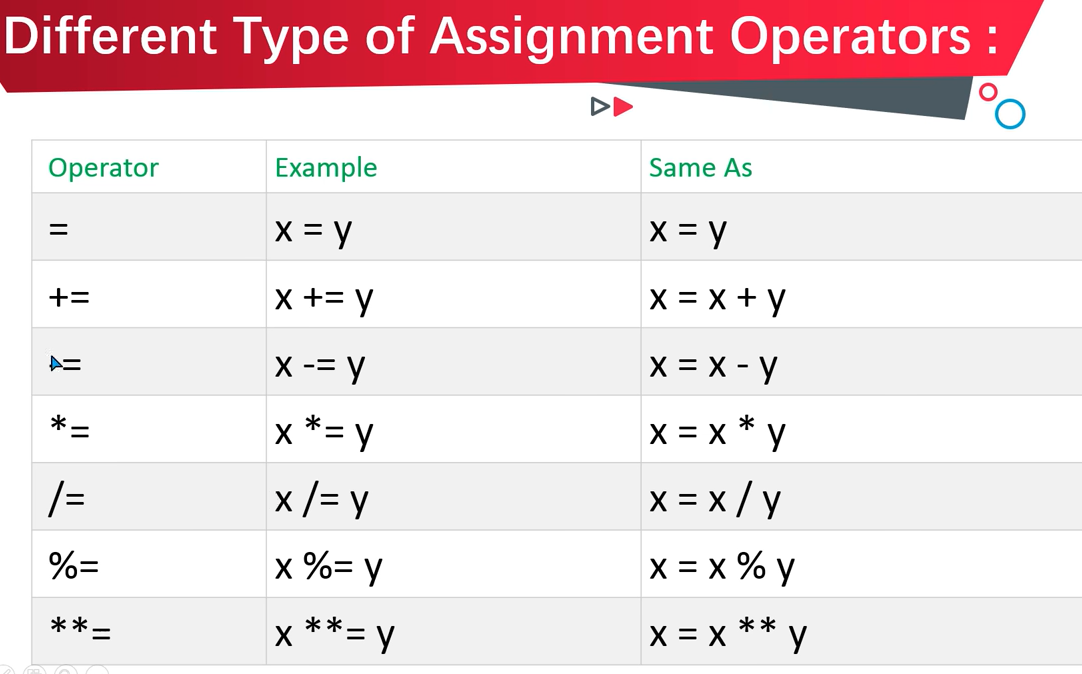 Different Type of Assignment Operators :
Operator Example Same As
= x = y x = y
+= x += y x = x + y
-= x -= y x = x - y
*= x *= y x = x * y
/= x /= y x = x / y
%= x %= y x = x % y
**= x **= y x = x ** y